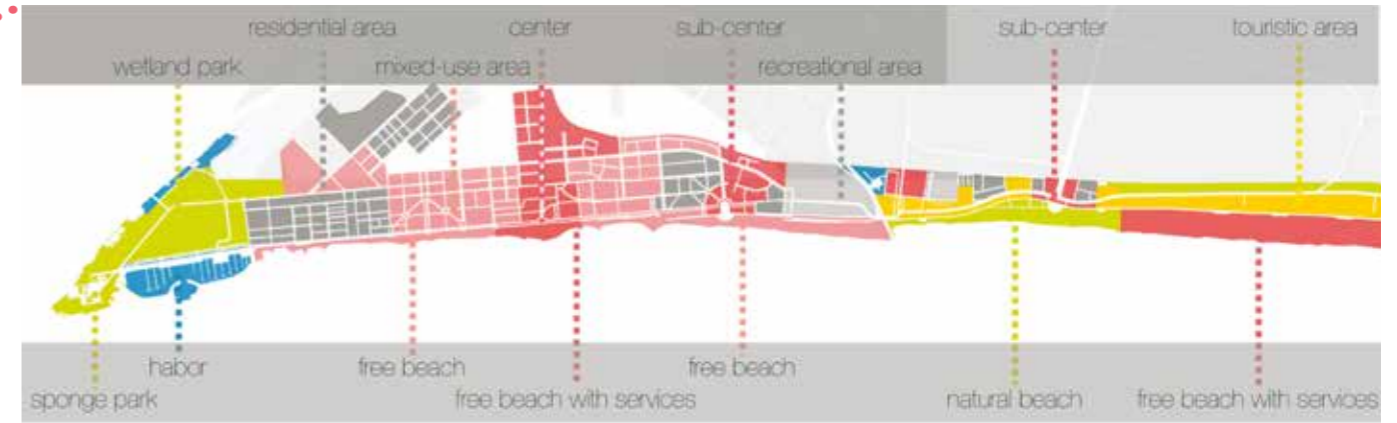 residential area center sub-center sub-center touristic area
wetland park mixed-use area recreational area
habor free beach free beach
sponge park free beach with services natural beach free beach with services